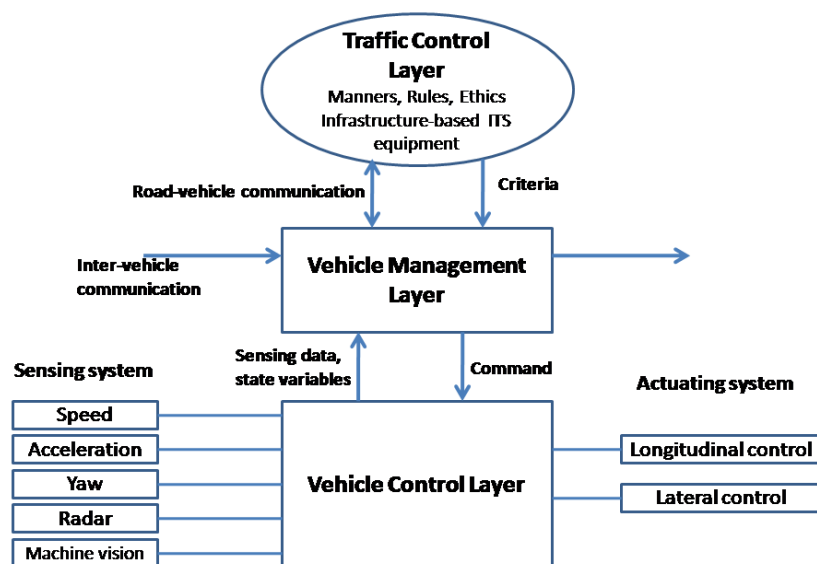 Traffic Control
Layer
Manners, Rules, Ethics
Infrastructure-based ITS
equipment
Road-vehicle communication
Criteria
Inter-vehicle
communication
Vehicle Management
Layer
Sensing data,
state variables
Command
Sensing system
Speed
Acceleration
Yaw
Radar
Machine vision
Vehicle Control Layer
Actuating system
Longitudinal control
Lateral control